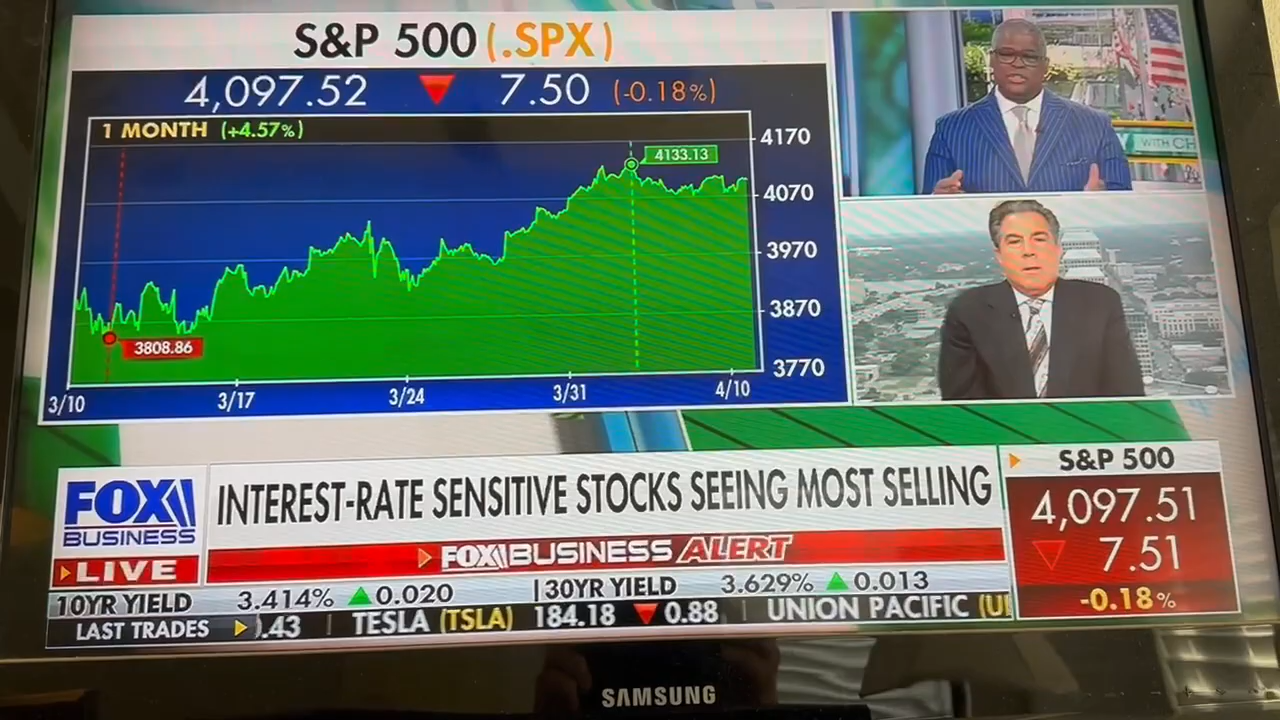 S&P 500 (.SPX)
4,097.52 ▼ 7.50 (-0.18%)
1 MONTH (+4.57%)
4133.13
3808.86
4170
4070
3970
3870
3770
3/10 3/17 3/24 3/31 4/10
WITH CH
FOX BUSINESS
LIVE
INTEREST-RATE SENSITIVE STOCKS SEEING MOST SELLING
FOX BUSINESS ALERT
S&P 500
4,097.51
▽ 7.51
-0.18%
10YR YIELD 3.414% ▲ 0.020 | 30YR YIELD 3.629% ▲ 0.013
LAST TRADES .43 | TESLA (TSLA) 184.18 ▼ 0.88 | UNION PACIFIC (U
SAMSUNG